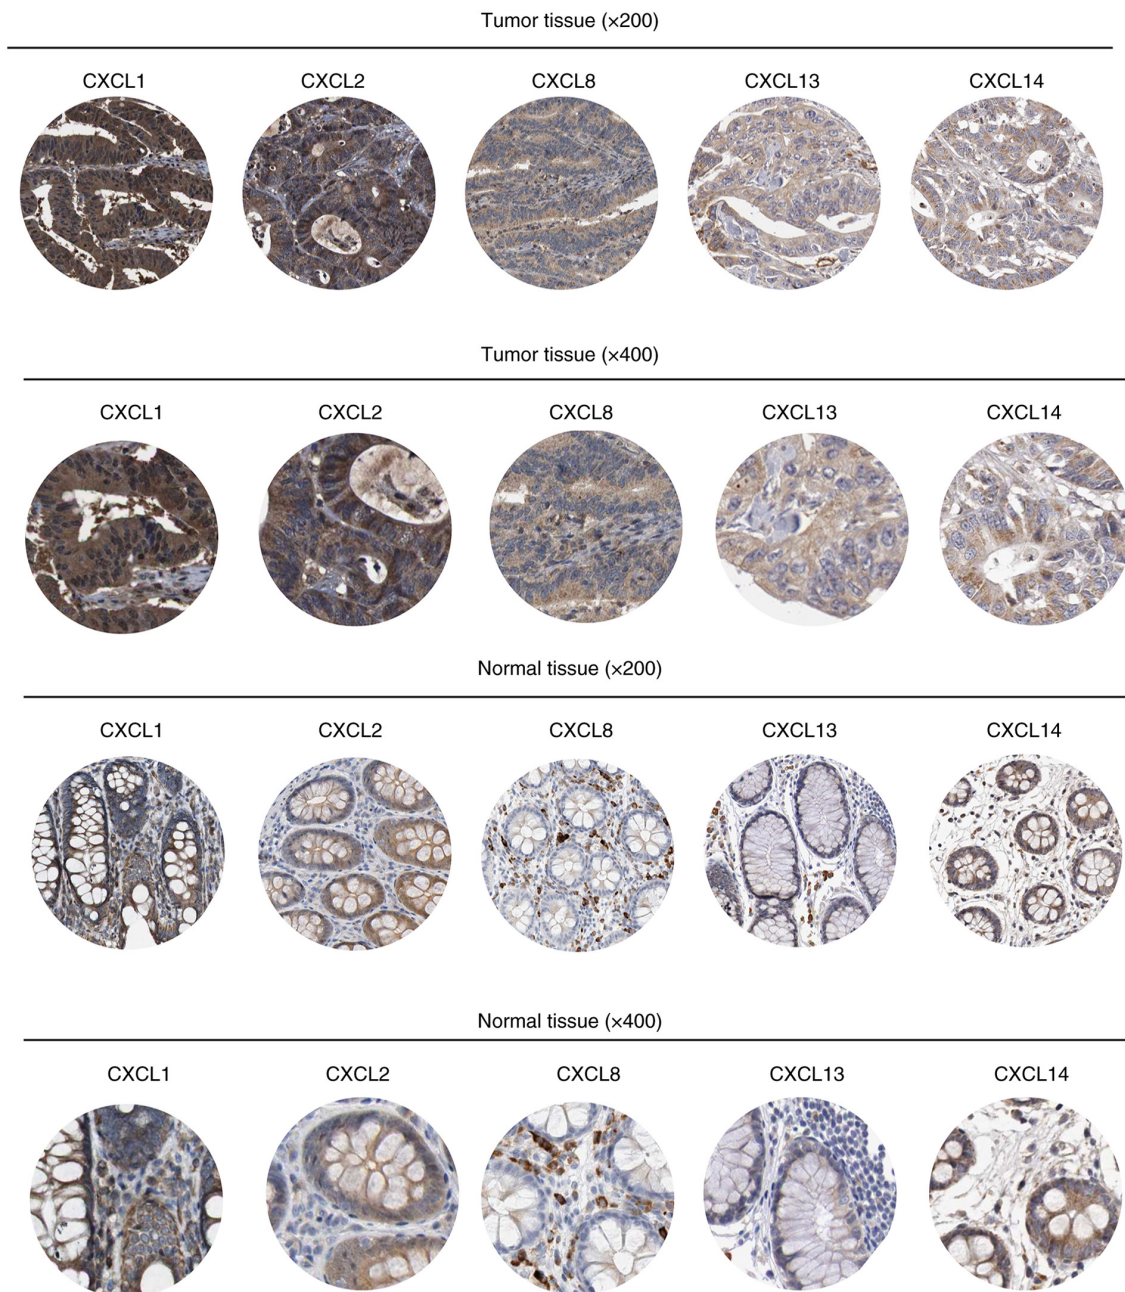 Tumor tissue (×200)
CXCL1 CXCL2 CXCL8 CXCL13 CXCL14
Tumor tissue (×400)
CXCL1 CXCL2 CXCL8 CXCL13 CXCL14
Normal tissue (×200)
CXCL1 CXCL2 CXCL8 CXCL13 CXCL14
Normal tissue (×400)
CXCL1 CXCL2 CXCL8 CXCL13 CXCL14